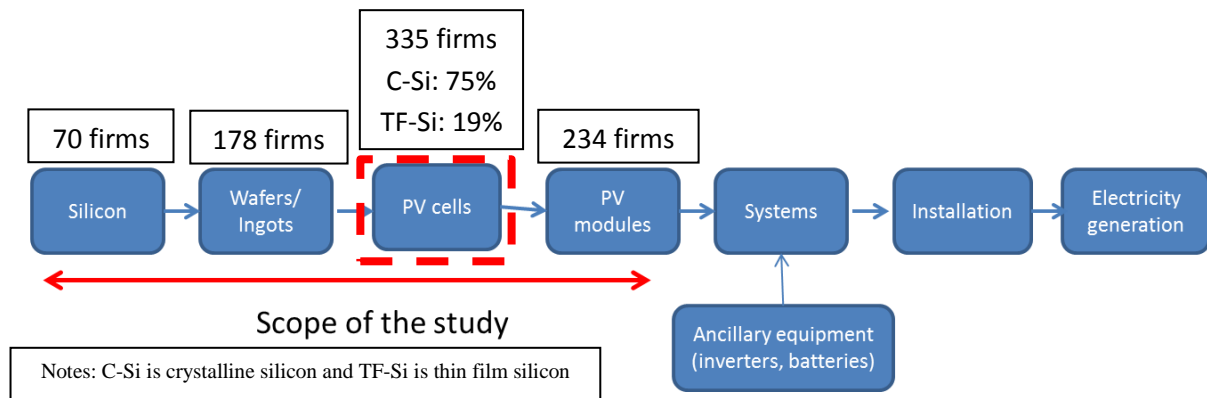 335 firms
C-Si: 75%
TF-Si: 19%
70 firms
178 firms
234 firms
Silicon
Wafers/
Ingots
PV cells
PV
modules
Systems
Installation
Electricity
generation
Scope of the study
Ancillary equipment
(inverters, batteries)
Notes: C-Si is crystalline silicon and TF-Si is thin film silicon